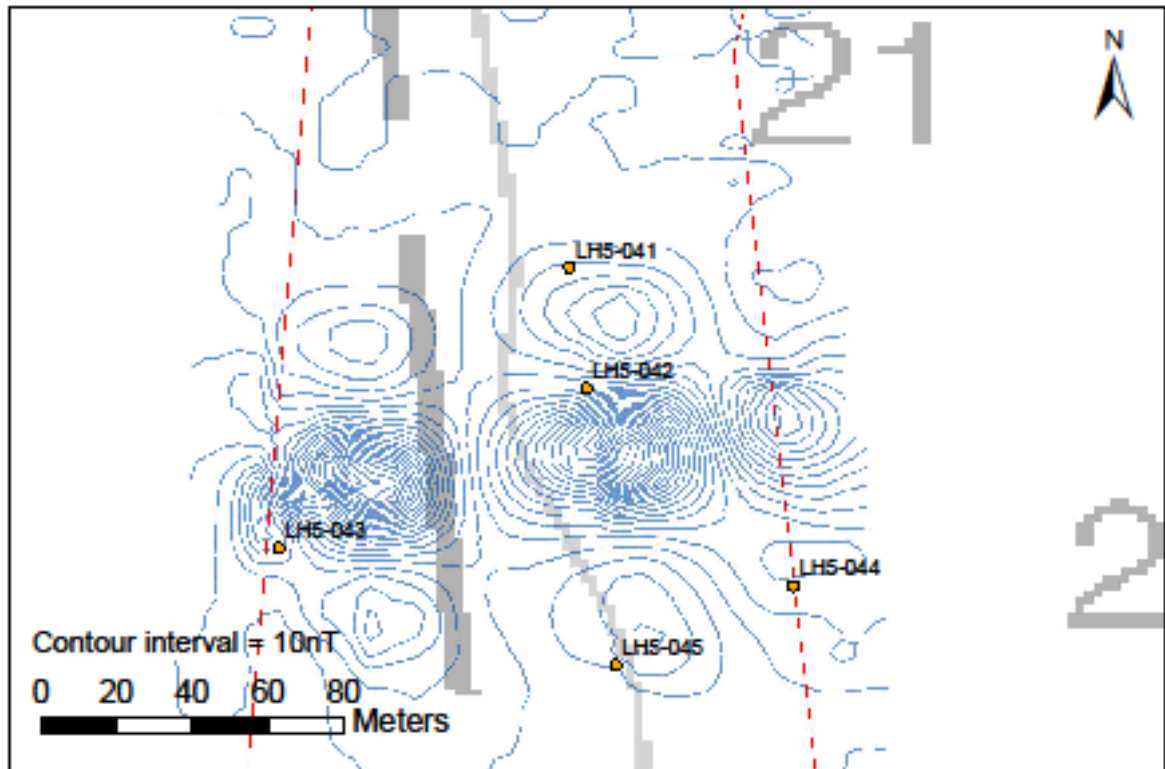 21
N
LH5-041
LH5-042
LH5-043
LH5-044
2
LH5-045
Contour interval = 10nT
0 20 40 60 80
Meters